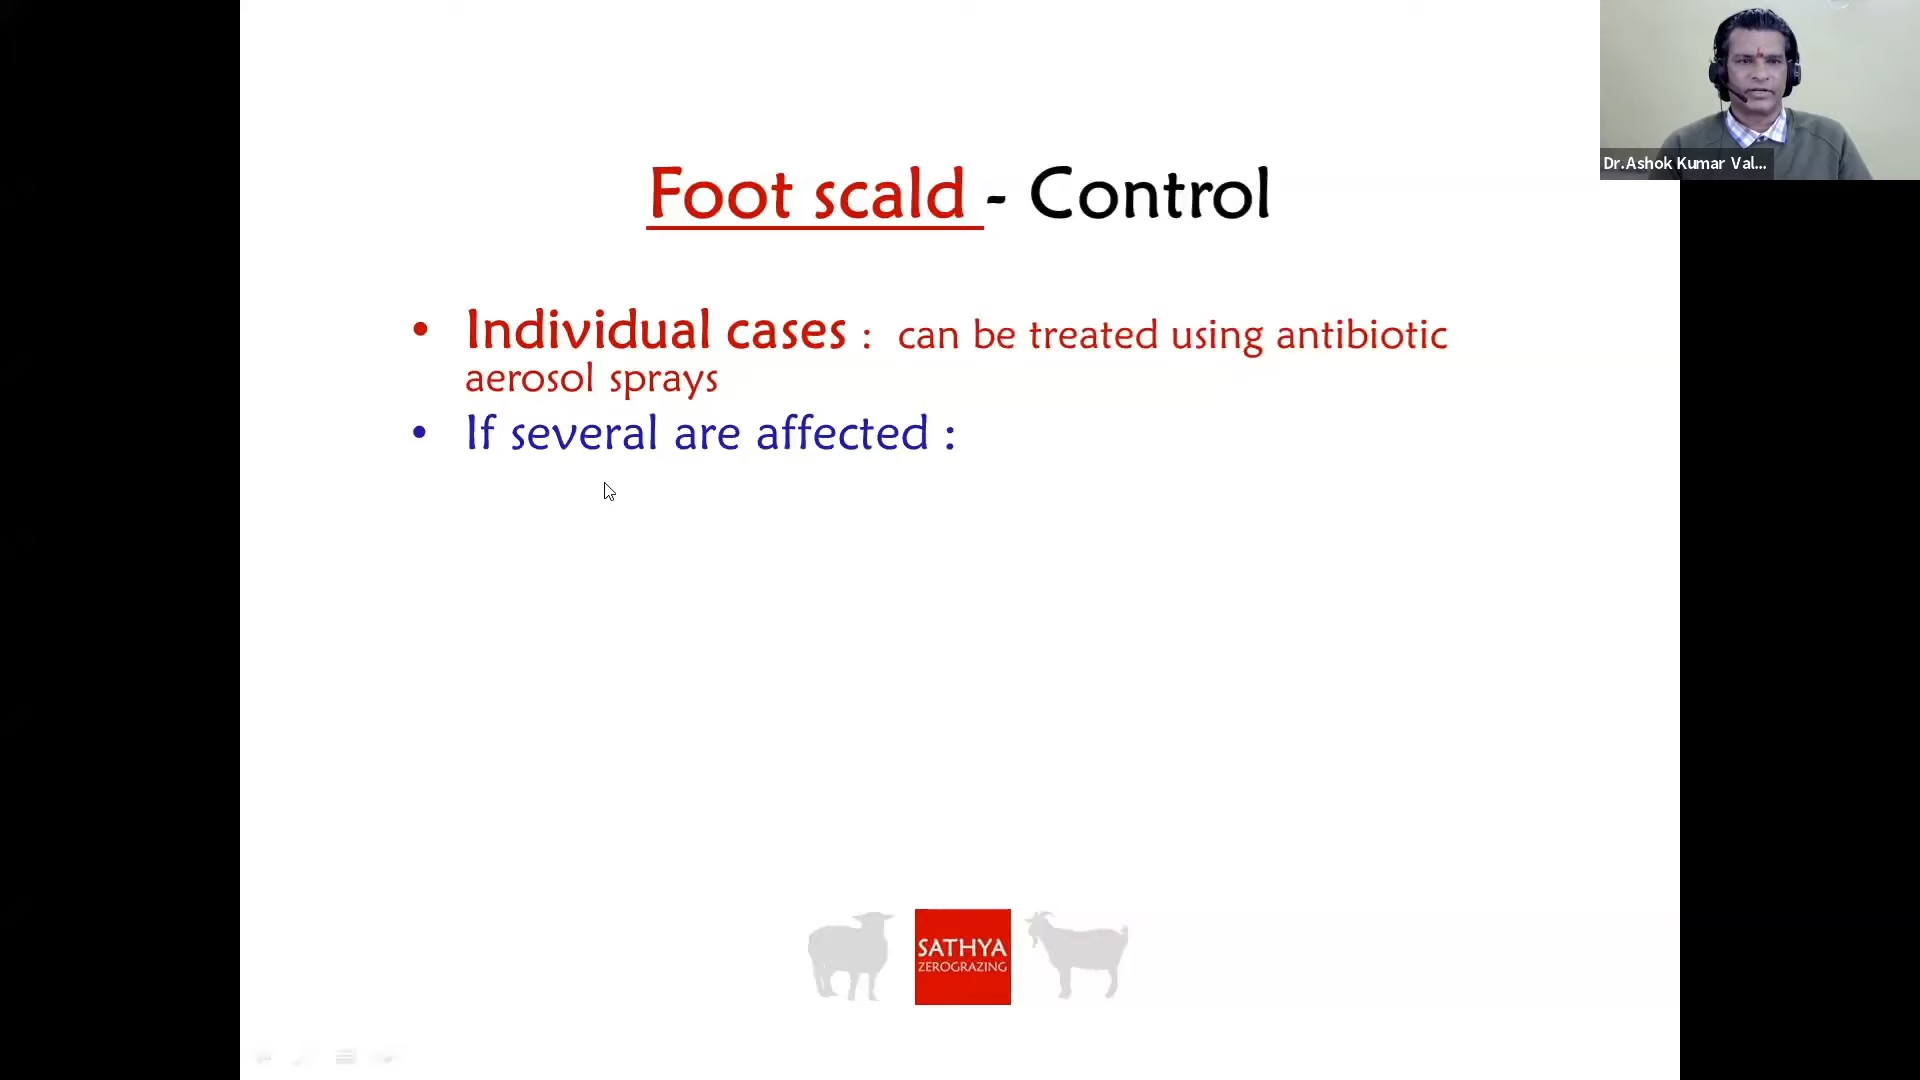 Dr.Ashok Kumar Val...
Foot scald - Control
• Individual cases : can be treated using antibiotic
aerosol sprays
• If several are affected :
SATHYA
ZEROGRAZING